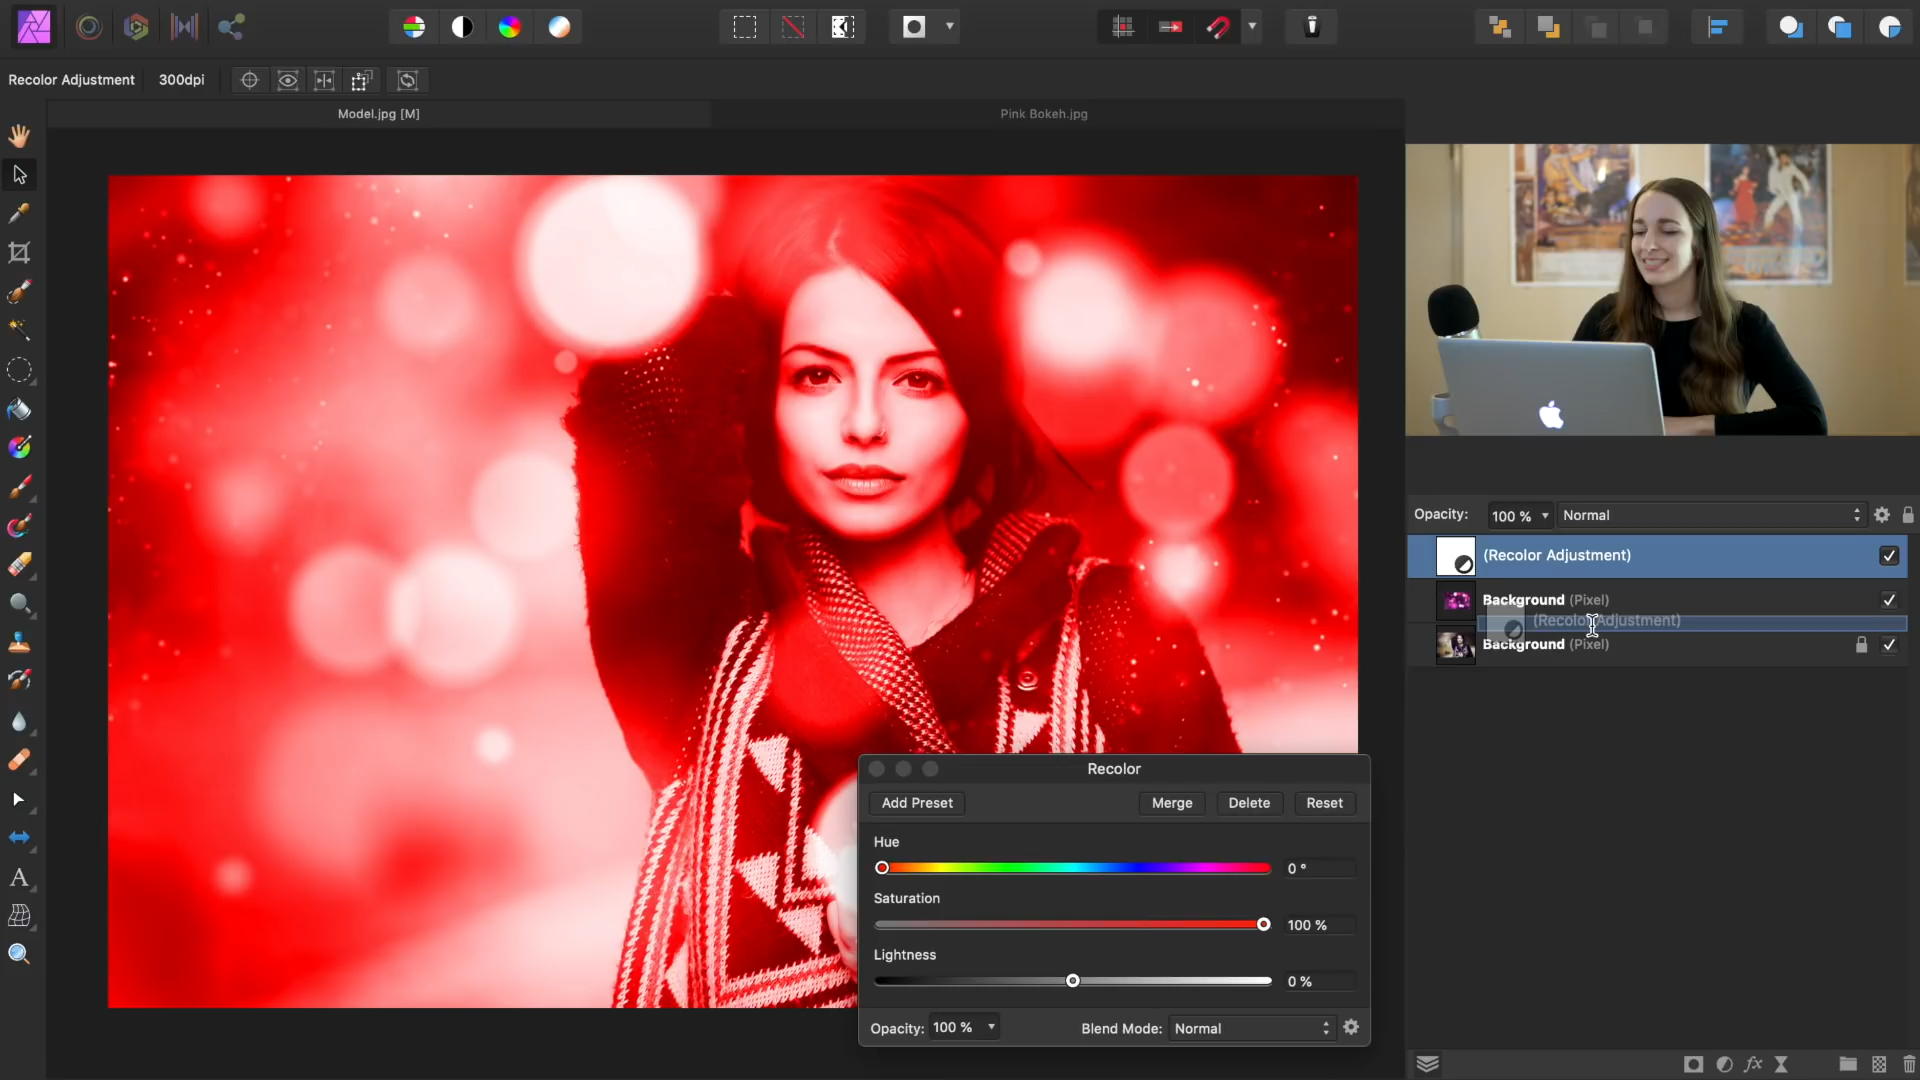 Recolor Adjustment 300dpi
Model.jpg [M]
Pink Bokeh.jpg
Opacity: 100 % Normal
(Recolor Adjustment)
Background (Pixel)
(Recolor Adjustment)
Background (Pixel)
Recolor
Add Preset Merge Delete Reset
Hue
0 °
Saturation
100 %
Lightness
0 %
Opacity: 100 % Blend Mode: Normal